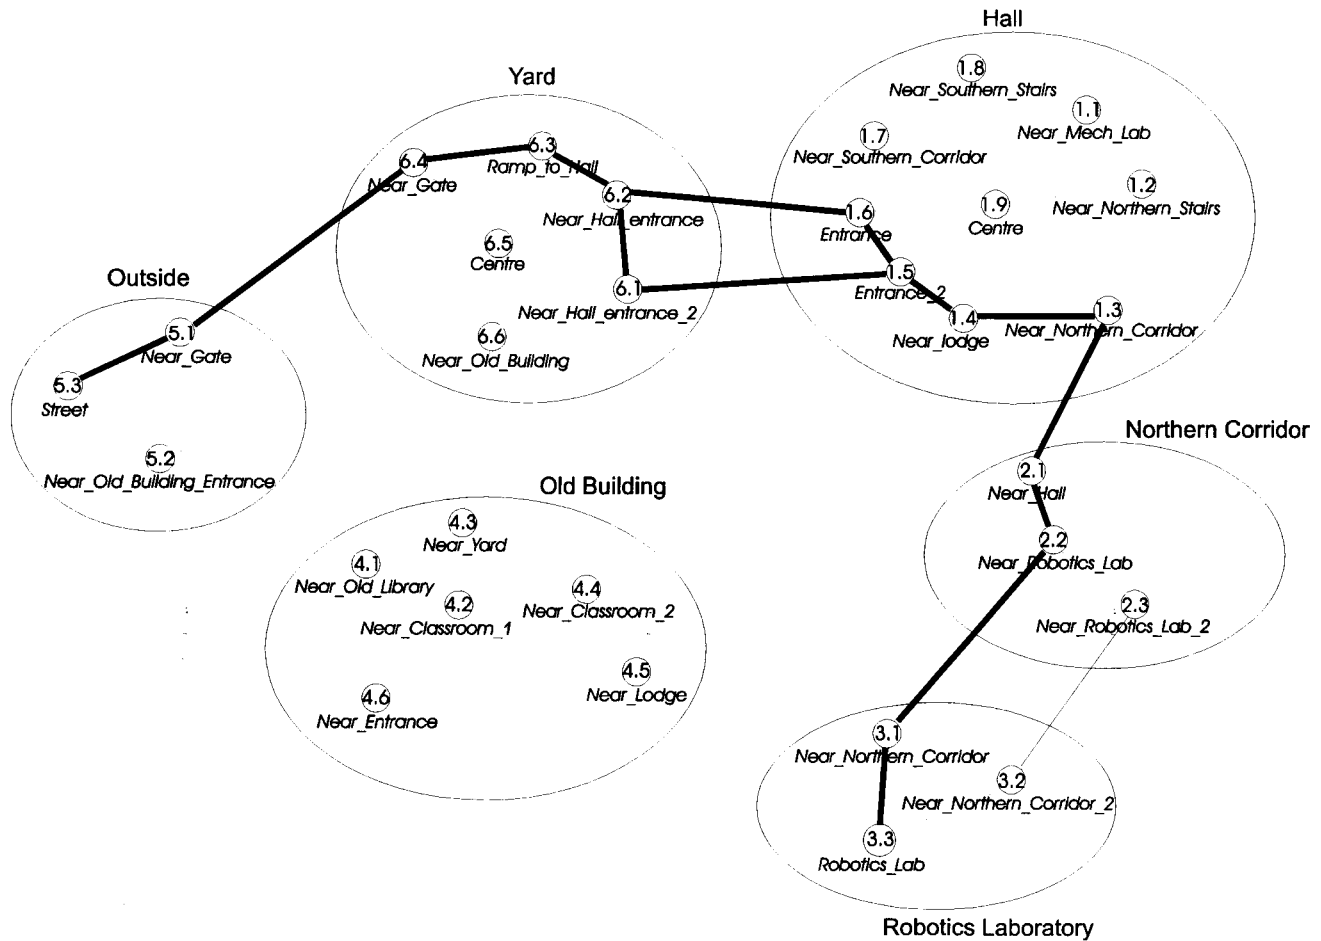 Hall
1.8
Near_Southern_Stairs
1.1
Near_Mech_Lab
1.7
Near_Southern_Corridor
1.2
Near_Northern_Stairs
1.9
Centre
1.6
Entrance
1.5
Entrance_2
1.4
Near_lodge
1.3
Near_Northern_Corridor
Yard
6.3
Ramp_to_Hall
6.4
Near_Gate
6.2
Near_Hall_entrance
6.5
Centre
6.1
Near_Hall_entrance_2
6.6
Near_Old_Building
Outside
5.1
Near_Gate
5.3
Street
5.2
Near_Old_Building_Entrance
Northern Corridor
2.1
Near_Hall
2.2
Near_Robotics_Lab
2.3
Near_Robotics_Lab_2
Old Building
4.3
Near_Yard
4.1
Near_Old_Library
4.2
Near_Classroom_1
4.4
Near_Classroom_2
4.5
Near_Lodge
4.6
Near_Entrance
3.1
Near_Northern_Corridor
3.2
Near_Northern_Corridor_2
3.3
Robotics_Lab
Robotics Laboratory